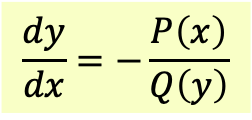 dy/dx = − P(x)/Q(y)